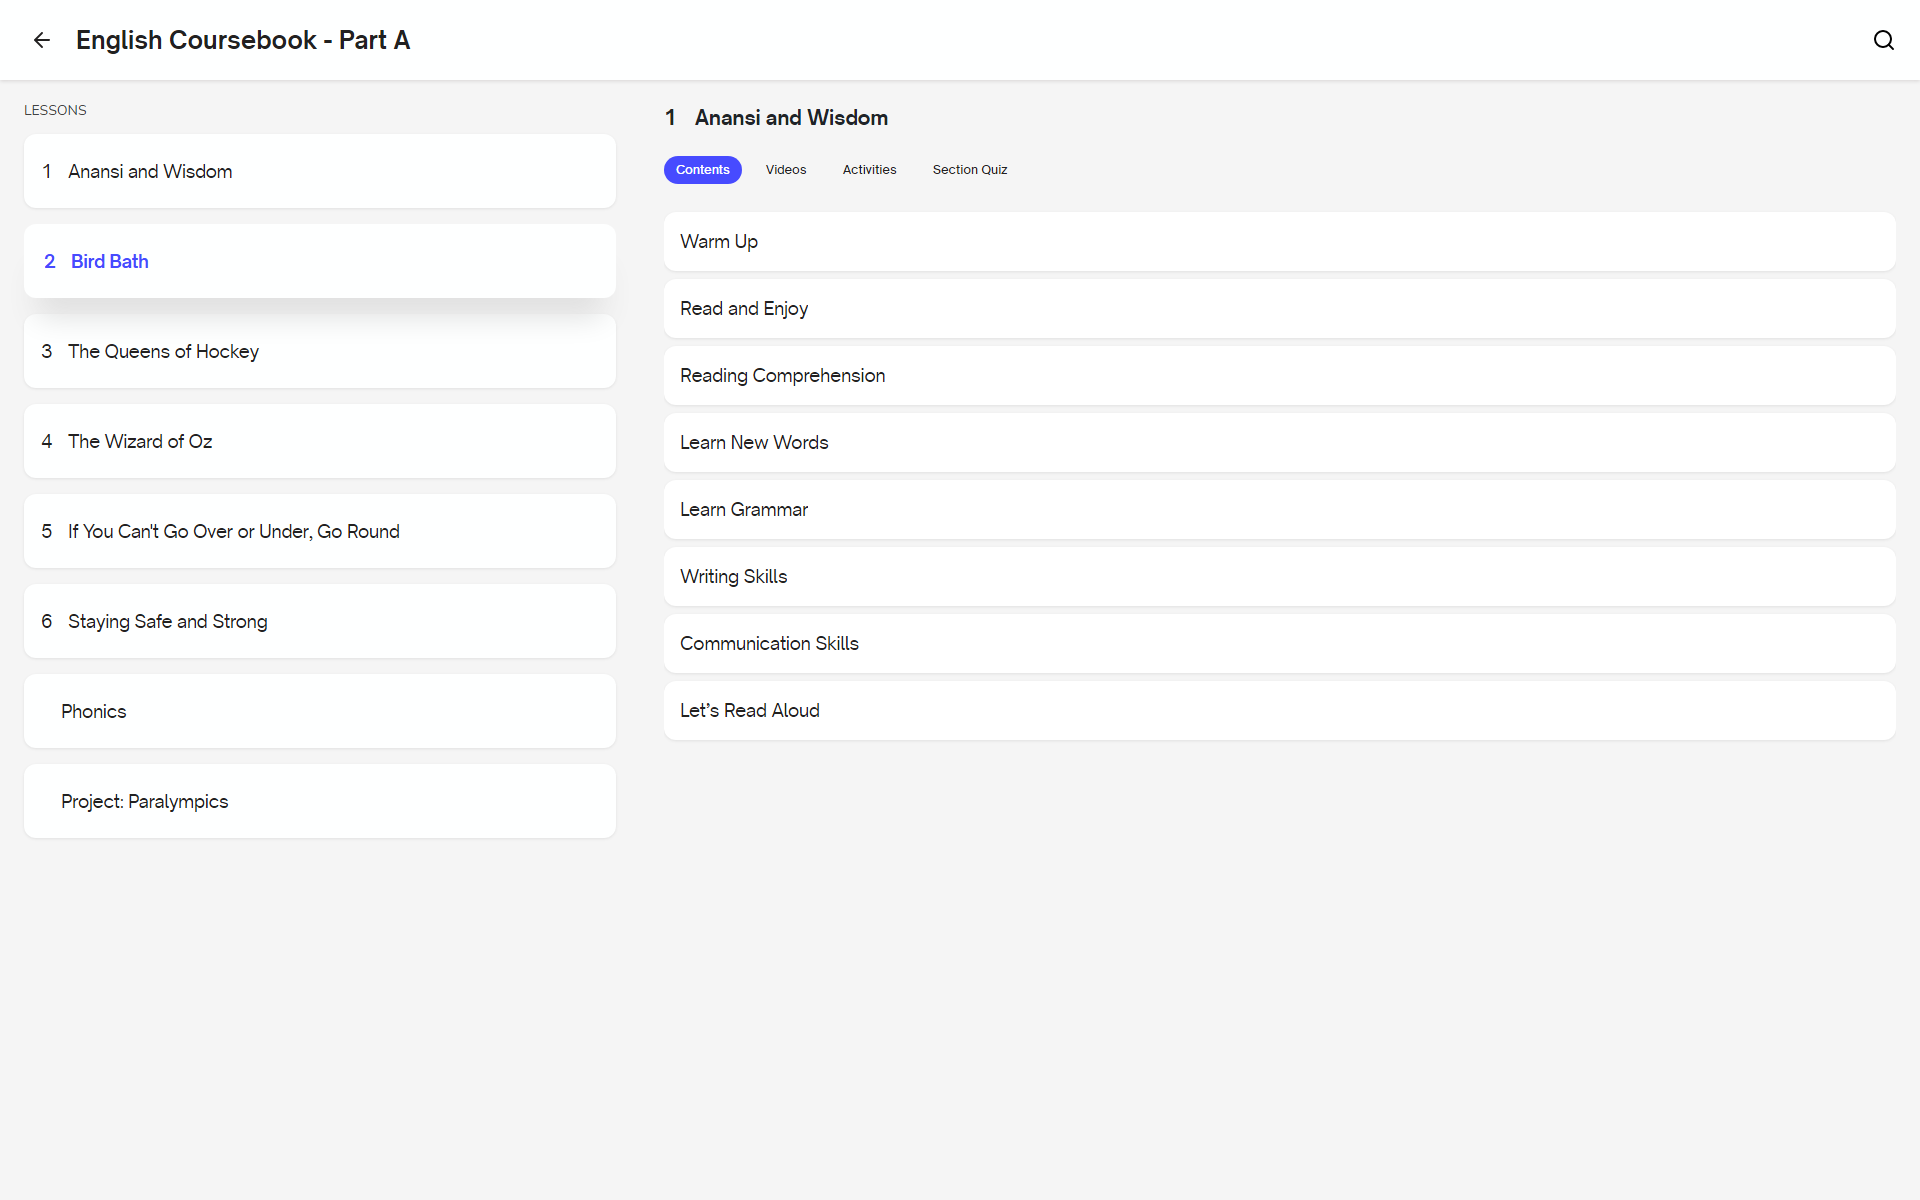 English Coursebook - Part A
LESSONS
1 Anansi and Wisdom
2 Bird Bath
3 The Queens of Hockey
4 The Wizard of Oz
5 If You Can't Go Over or Under, Go Round
6 Staying Safe and Strong
Phonics
Project: Paralympics
1 Anansi and Wisdom
Contents Videos Activities Section Quiz
Warm Up
Read and Enjoy
Reading Comprehension
Learn New Words
Learn Grammar
Writing Skills
Communication Skills
Let’s Read Aloud